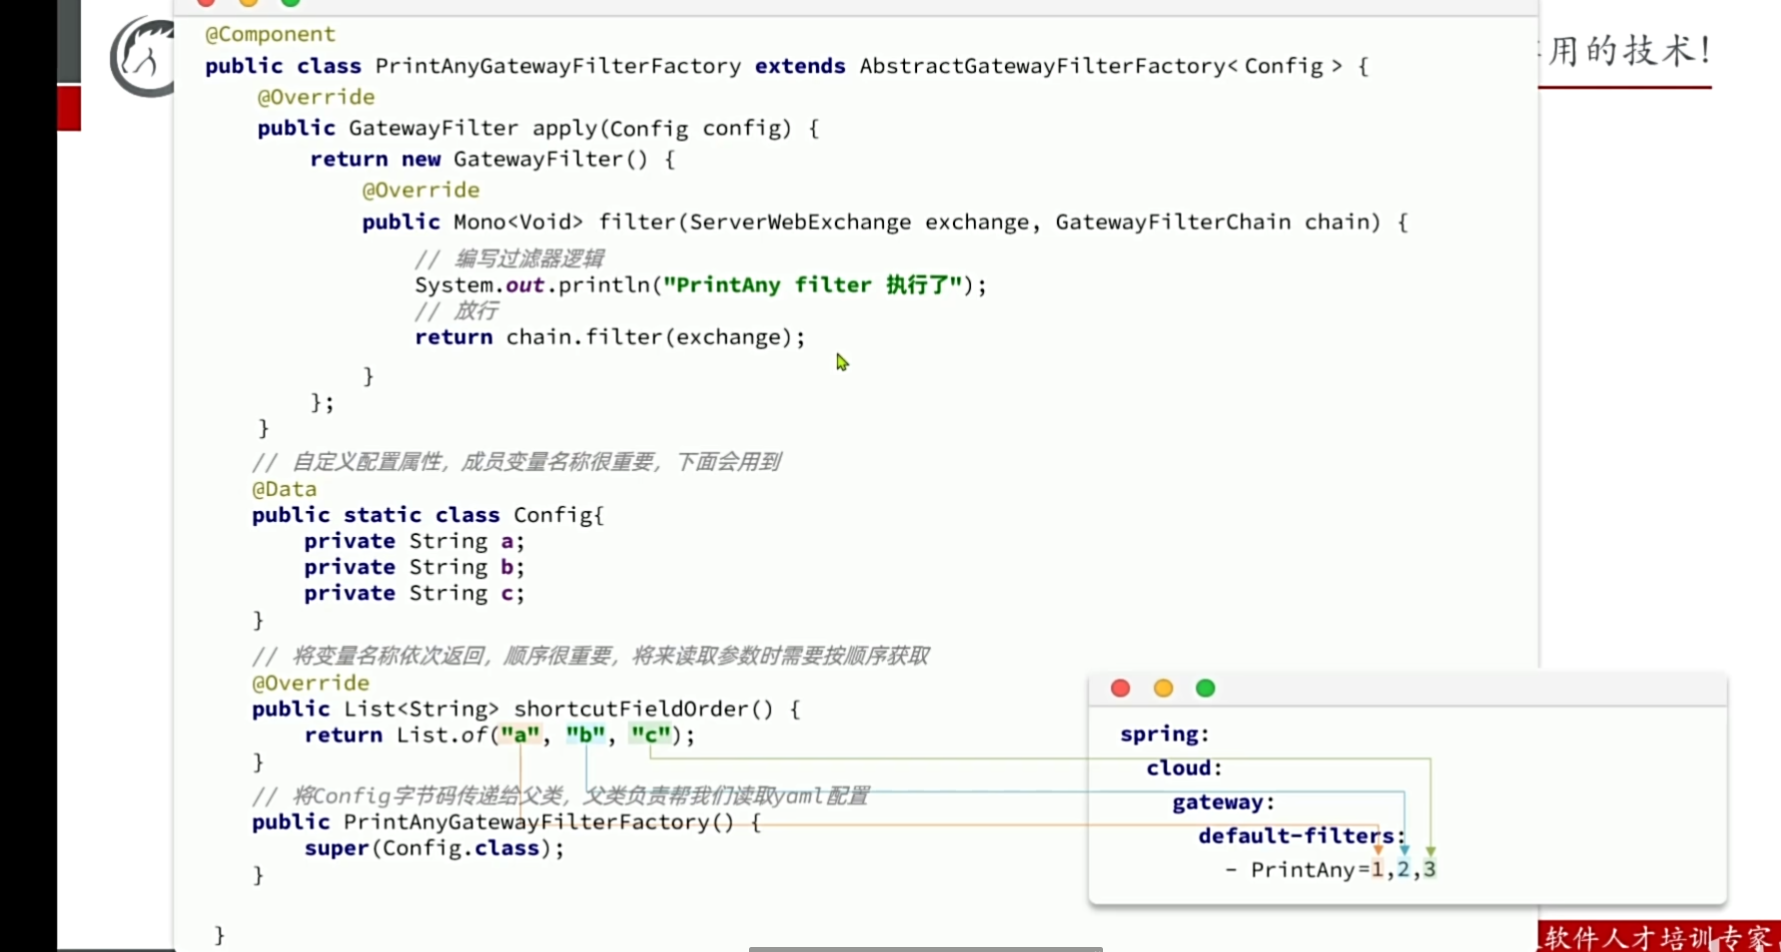 @Component
public class PrintAnyGatewayFilterFactory extends AbstractGatewayFilterFactory<Config> {
@Override
public GatewayFilter apply(Config config) {
return new GatewayFilter() {
@Override
public Mono<Void> filter(ServerWebExchange exchange, GatewayFilterChain chain) {
// 编写过滤器逻辑
System.out.println("PrintAny filter 执行了");
// 放行
return chain.filter(exchange);
}
};
}
// 自定义配置属性，成员变量名称很重要，下面会用到
@Data
public static class Config{
private String a;
private String b;
private String c;
}
// 将变量名称依次返回，顺序很重要，将来读取参数时需要按顺序获取
@Override
public List<String> shortcutFieldOrder() {
return List.of("a", "b", "c");
}
// 将Config字节码传递给父类，父类负责帮我们读取yaml配置
public PrintAnyGatewayFilterFactory() {
super(Config.class);
}
}
spring:
cloud:
gateway:
default-filters:
- PrintAny=1,2,3
用的技术!
软件人才培训专家